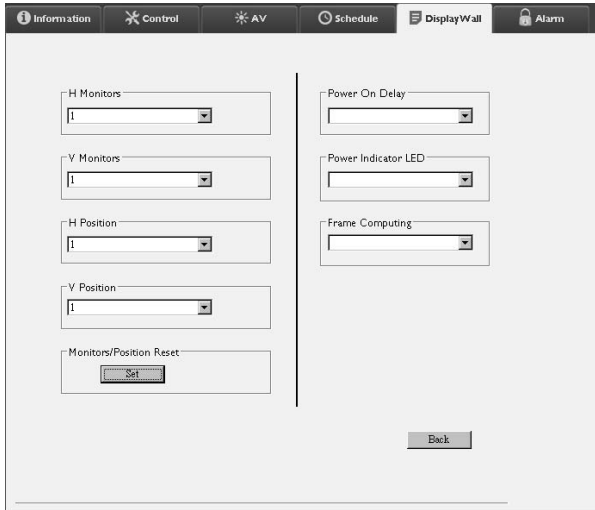 Information Control AV Schedule DisplayWall Alarm
H Monitors
1
V Monitors
1
H Position
1
V Position
1
Monitors/Position Reset
Set
Power On Delay
Power Indicator LED
Frame Computing
Back